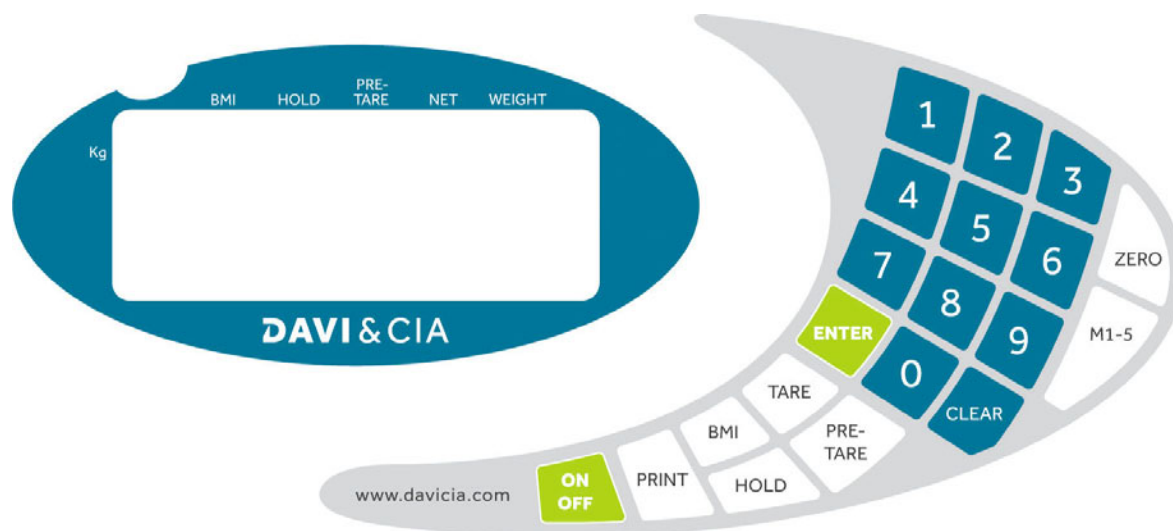 BMI
HOLD
PRE-
TARE
NET
WEIGHT
Kg
DAVI & CIA
1
2
3
4
5
6
7
8
9
0
ENTER
CLEAR
ZERO
M1-5
TARE
PRE-
TARE
BMI
HOLD
PRINT
ON
OFF
www.davicia.com